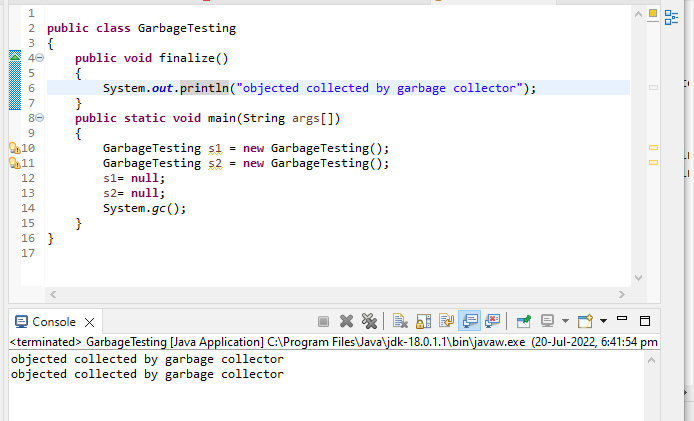 1
2 public class GarbageTesting
3 {
4 public void finalize()
5 {
6 System.out.println("objected collected by garbage collector");
7 }
8 public static void main(String args[])
9 {
10 GarbageTesting s1 = new GarbageTesting();
11 GarbageTesting s2 = new GarbageTesting();
12 s1= null;
13 s2= null;
14 System.gc();
15 }
16 }
17
Console
<terminated> GarbageTesting [Java Application] C:\Program Files\Java\jdk-18.0.1.1\bin\javaw.exe (20-Jul-2022, 6:41:54 pm
objected collected by garbage collector
objected collected by garbage collector